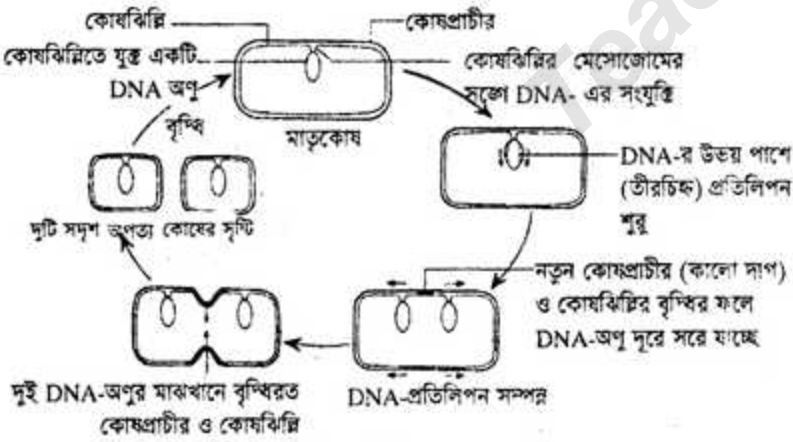 কোষঝিল্লি
কোষপ্রাচীর
কোষঝিল্লিতে যুক্ত একটি
DNA অণু
কোষঝিল্লির মেসোজোমের
সঙ্গে DNA- এর সংযুক্তি
বৃদ্ধি
মাতৃকোষ
DNA-র উভয় পাশে
(তীরচিহ্ন) প্রতিলিপন
শুরু
দুটি সদৃশ অপত্য কোষের সৃষ্টি
নতুন কোষপ্রাচীর (কালো দাগ)
ও কোষঝিল্লির বৃদ্ধির ফলে
DNA-অণু দূরে সরে যাচ্ছে
দুই DNA-অণুর মাঝখানে বৃদ্ধিরত
কোষপ্রাচীর ও কোষঝিল্লি
DNA-প্রতিলিপন সম্পন্ন